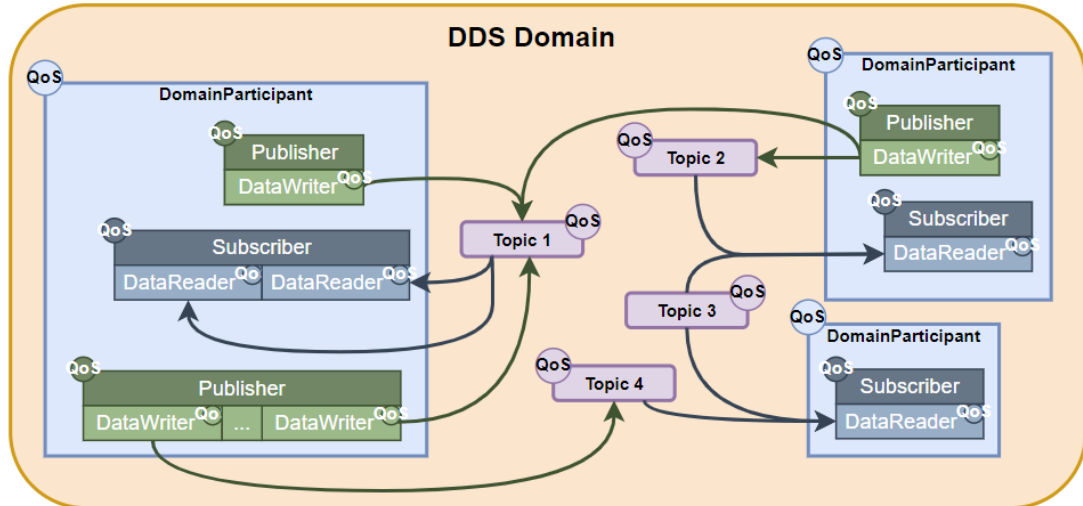 DDS Domain
QoS
DomainParticipant
QoS
Publisher
DataWriter QoS
QoS
Subscriber
DataReader Qo DataReader QoS
QoS
Publisher
DataWriter Qo ... DataWriter QoS
QoS
Topic 1
QoS
Topic 2
QoS
Topic 3
QoS
Topic 4
QoS
DomainParticipant
QoS
Publisher
DataWriter QoS
QoS
Subscriber
DataReader QoS
QoS
DomainParticipant
QoS
Subscriber
DataReader QoS